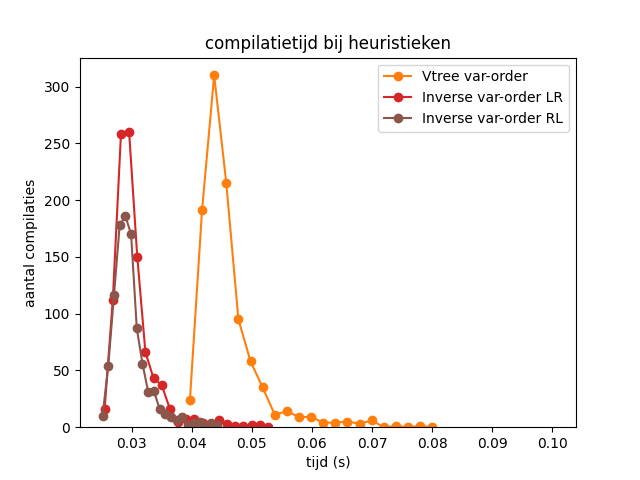 compilatietijd bij heuristieken
Vtree var-order
Inverse var-order LR
Inverse var-order RL
aantal compilaties
300
250
200
150
100
50
0
0.03 0.04 0.05 0.06 0.07 0.08 0.09 0.10
tijd (s)